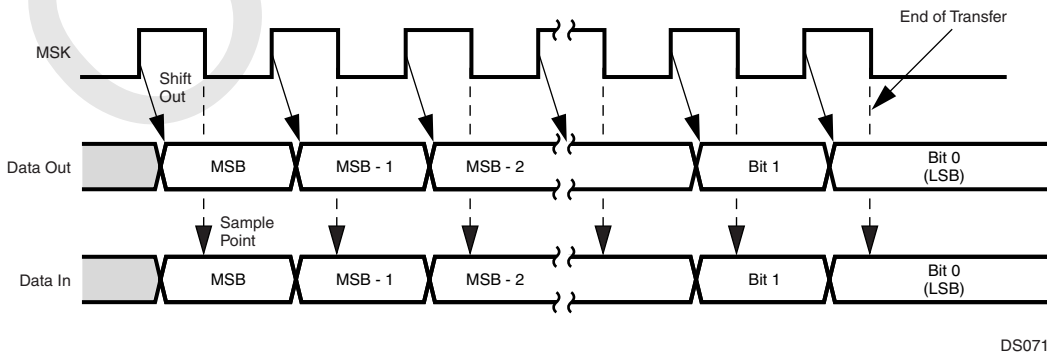 End of Transfer
MSK
Shift
Out
Data Out
MSB
MSB - 1
MSB - 2
Bit 1
Bit 0
(LSB)
Sample
Point
Data In
MSB
MSB - 1
MSB - 2
Bit 1
Bit 0
(LSB)
DS071